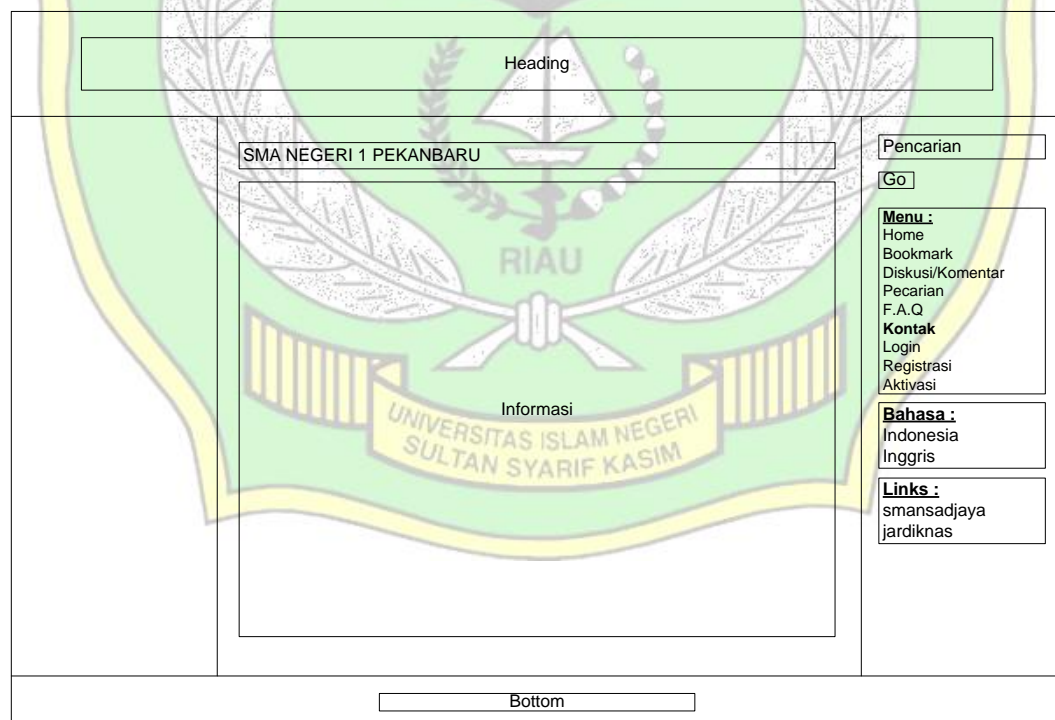 Heading
SMA NEGERI 1 PEKANBARU
Informasi
Pencarian
Go
Menu :
Home
Bookmark
Diskusi/Komentar
Pecarian
F.A.Q
Kontak
Login
Registrasi
Aktivasi
Bahasa :
Indonesia
Inggris
Links :
smansadjaya
jardiknas
Bottom
RIAU
UNIVERSITAS ISLAM NEGERI
SULTAN SYARIF KASIM